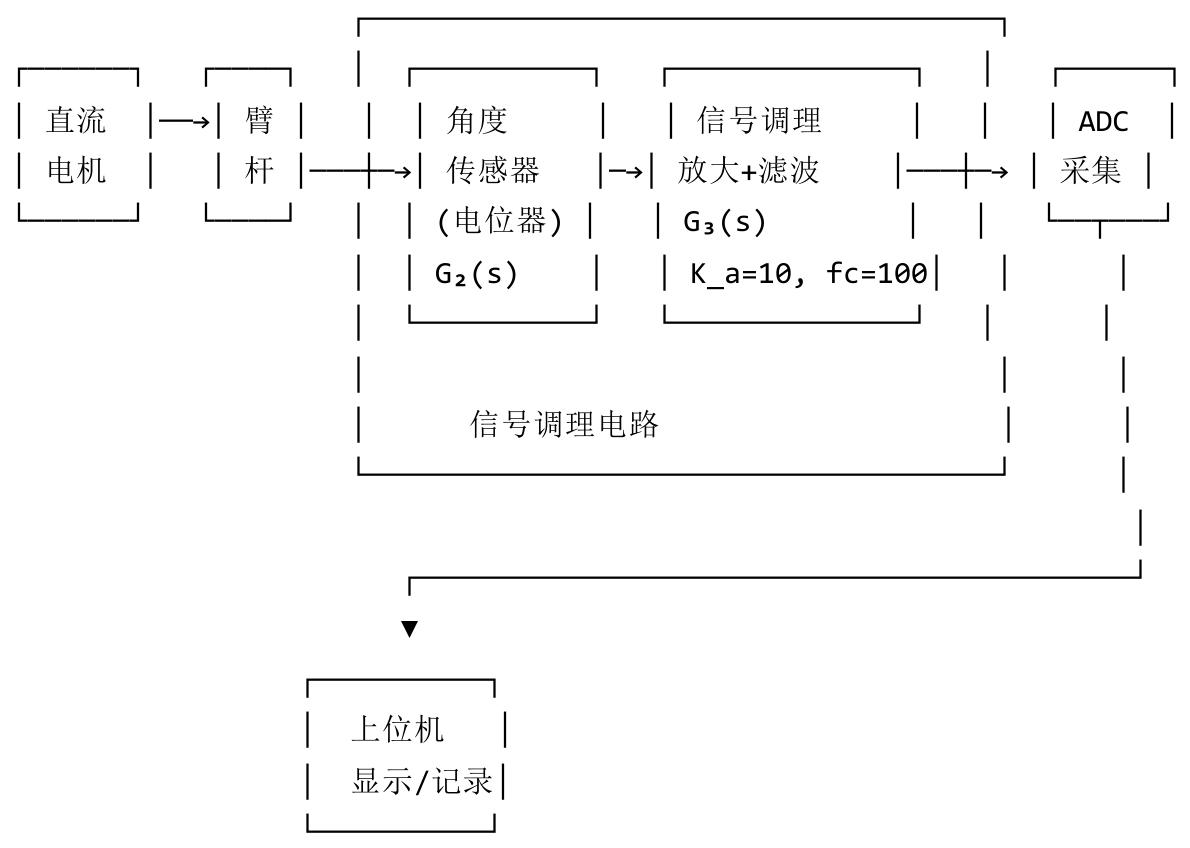 直流 臂 角度 信号调理 ADC
电机 杆 传感器 放大+滤波 采集
(电位器) G₃(s)
G₂(s) K_a=10, fc=100
信号调理电路
上位机
显示/记录